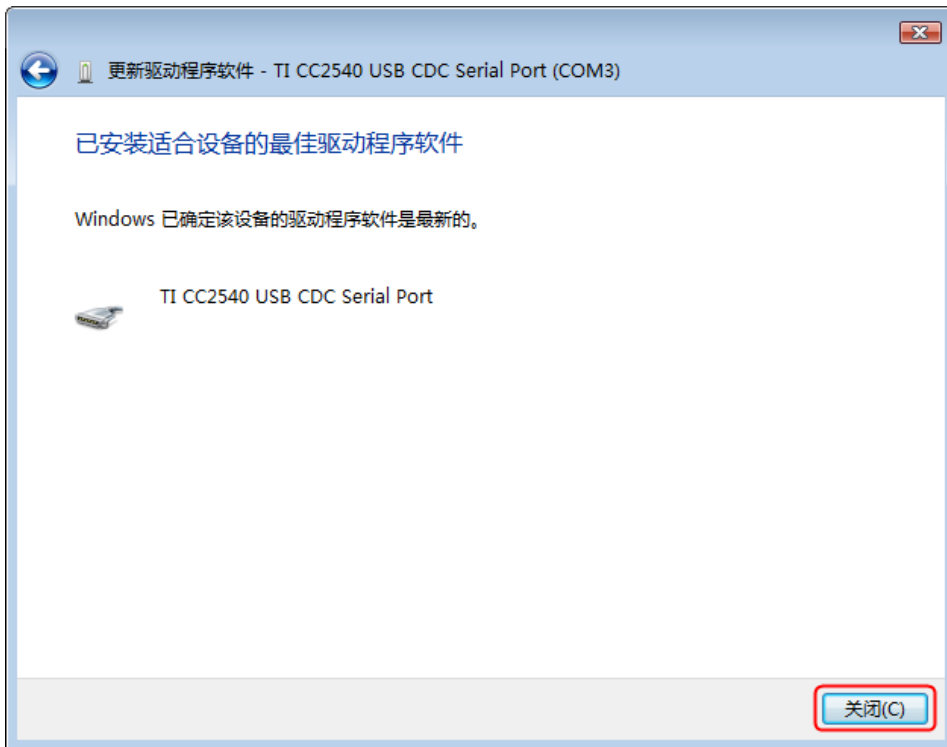 更新驱动程序软件 - TI CC2540 USB CDC Serial Port (COM3)
已安装适合设备的最佳驱动程序软件
Windows 已确定该设备的驱动程序软件是最新的。
TI CC2540 USB CDC Serial Port
关闭(C)